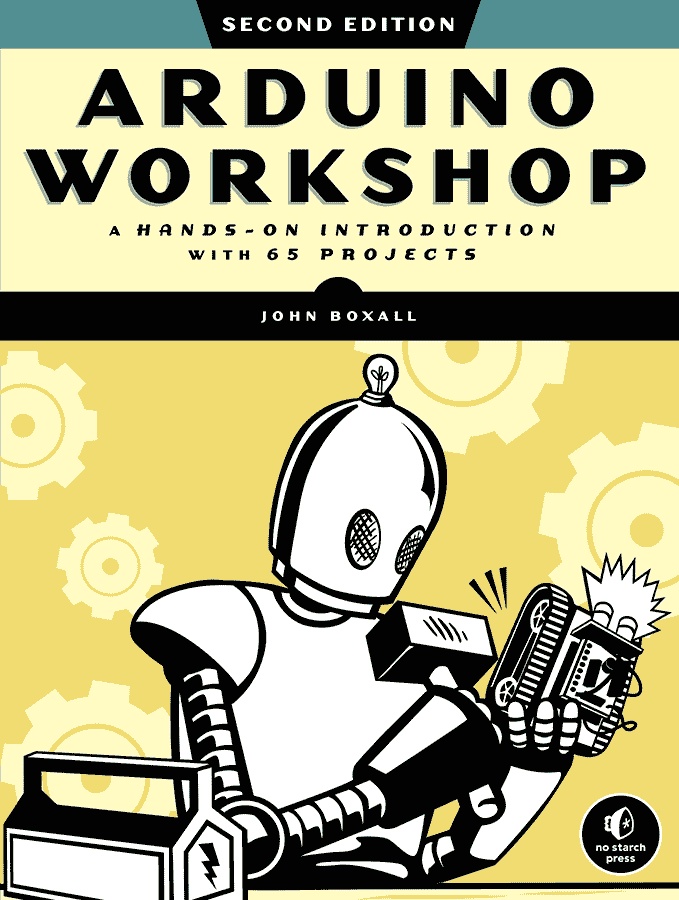 SECOND EDITION
ARDUINO
WORKSHOP
A HANDS-ON INTRODUCTION
WITH 65 PROJECTS
JOHN BOXALL
no starch
press